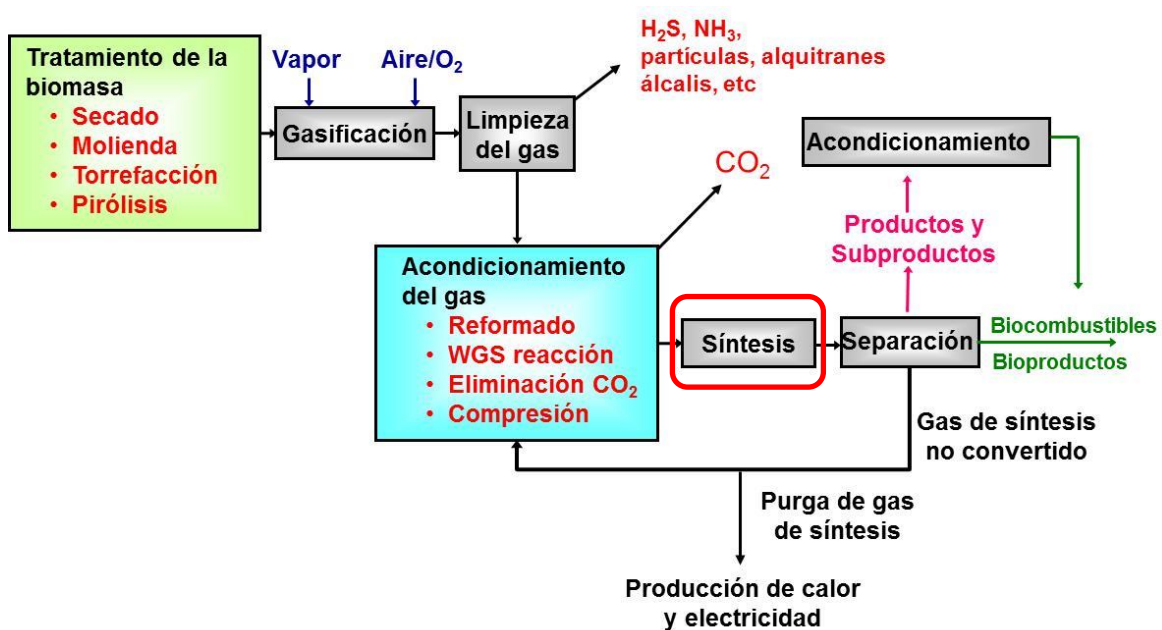 Tratamiento de la
biomasa
• Secado
• Molienda
• Torrefacción
• Pirólisis
Vapor
Aire/O₂
Gasificación
Limpieza
del gas
H₂S, NH₃,
partículas, alquitranes
álcalis, etc
CO₂
Acondicionamiento
del gas
• Reformado
• WGS reacción
• Eliminación CO₂
• Compresión
Síntesis
Separación
Productos y
Subproductos
Acondicionamiento
Biocombustibles
Bioproductos
Gas de síntesis
no convertido
Purga de gas
de síntesis
Producción de calor
y electricidad